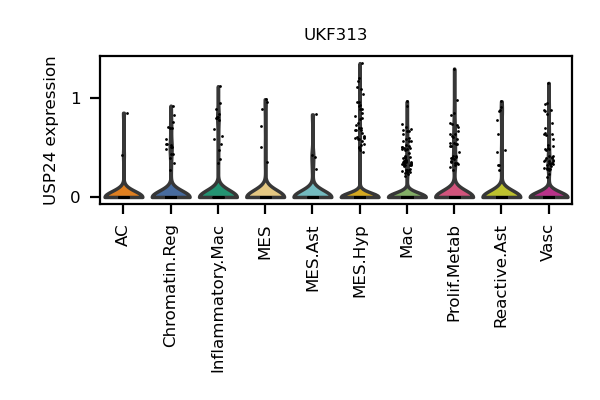 UKF313
USP24 expression
1
0
AC
Chromatin.Reg
Inflammatory.Mac
MES
MES.Ast
MES.Hyp
Mac
Prolif.Metab
Reactive.Ast
Vasc